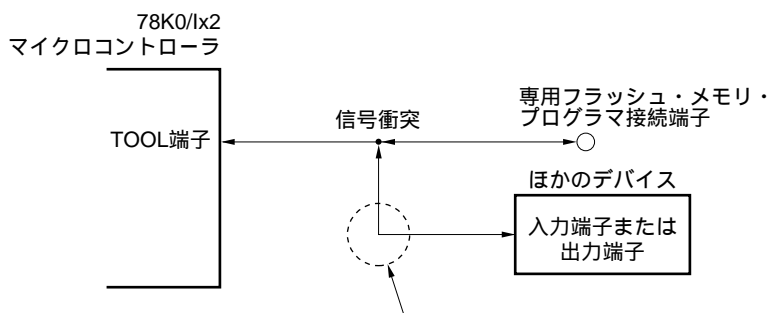 78K0/Ix2
マイクロコントローラ
TOOL端子
信号衝突
専用フラッシュ・メモリ・
プログラマ接続端子
ほかのデバイス
入力端子または
出力端子